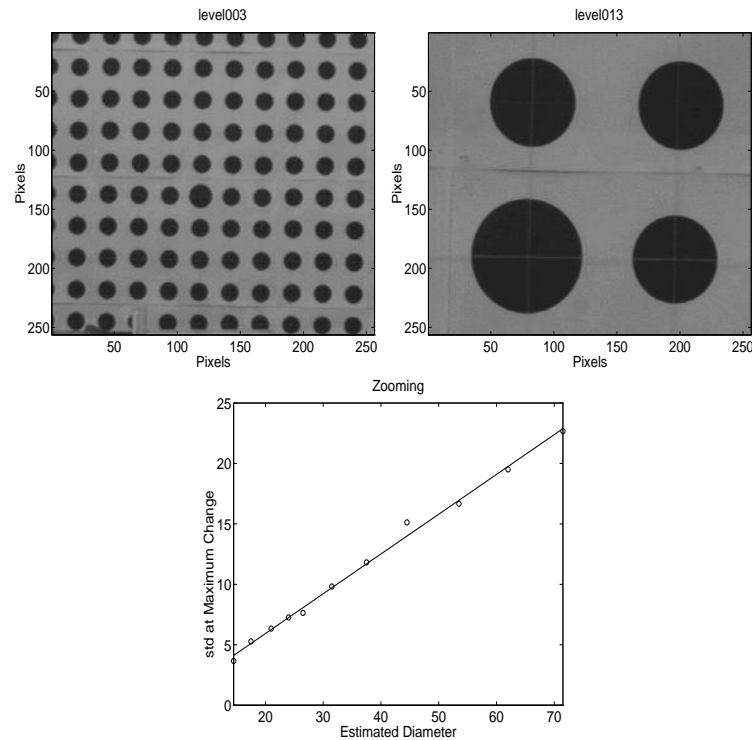 level003
50
100
150
200
250
Pixels
50 100 150 200 250
Pixels
level013
50
100
150
200
250
Pixels
50 100 150 200 250
Pixels
Zooming
25
20
15
10
5
0
std at Maximum Change
20 30 40 50 60 70
Estimated Diameter